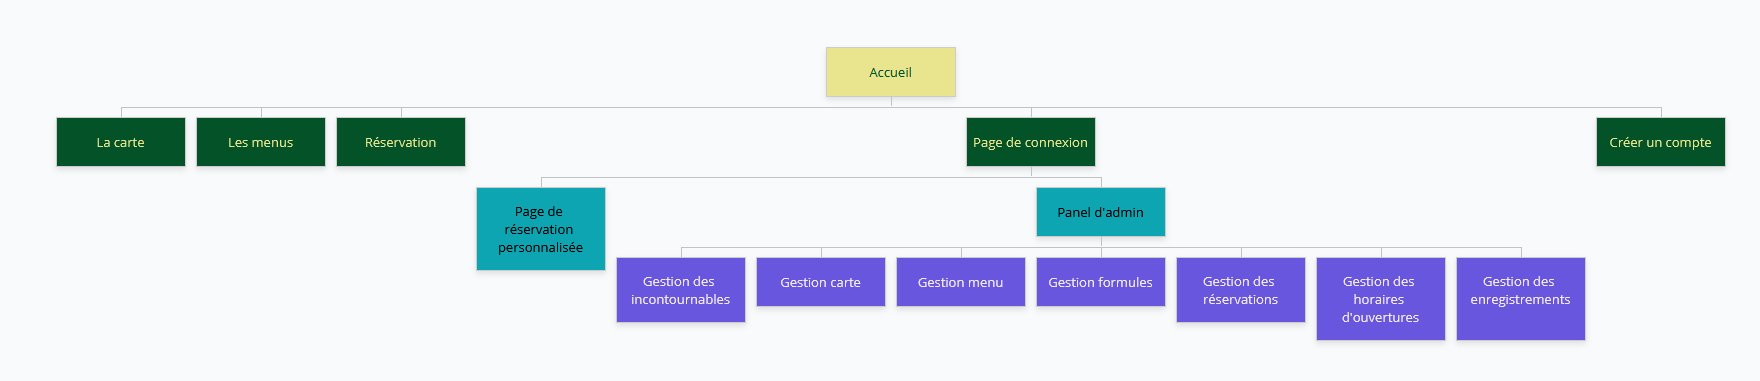 Accueil
La carte
Les menus
Réservation
Page de connexion
Créer un compte
Page de
réservation
personnalisée
Panel d'admin
Gestion des
incontournables
Gestion carte
Gestion menu
Gestion formules
Gestion des
réservations
Gestion des
horaires
d'ouvertures
Gestion des
enregistrements